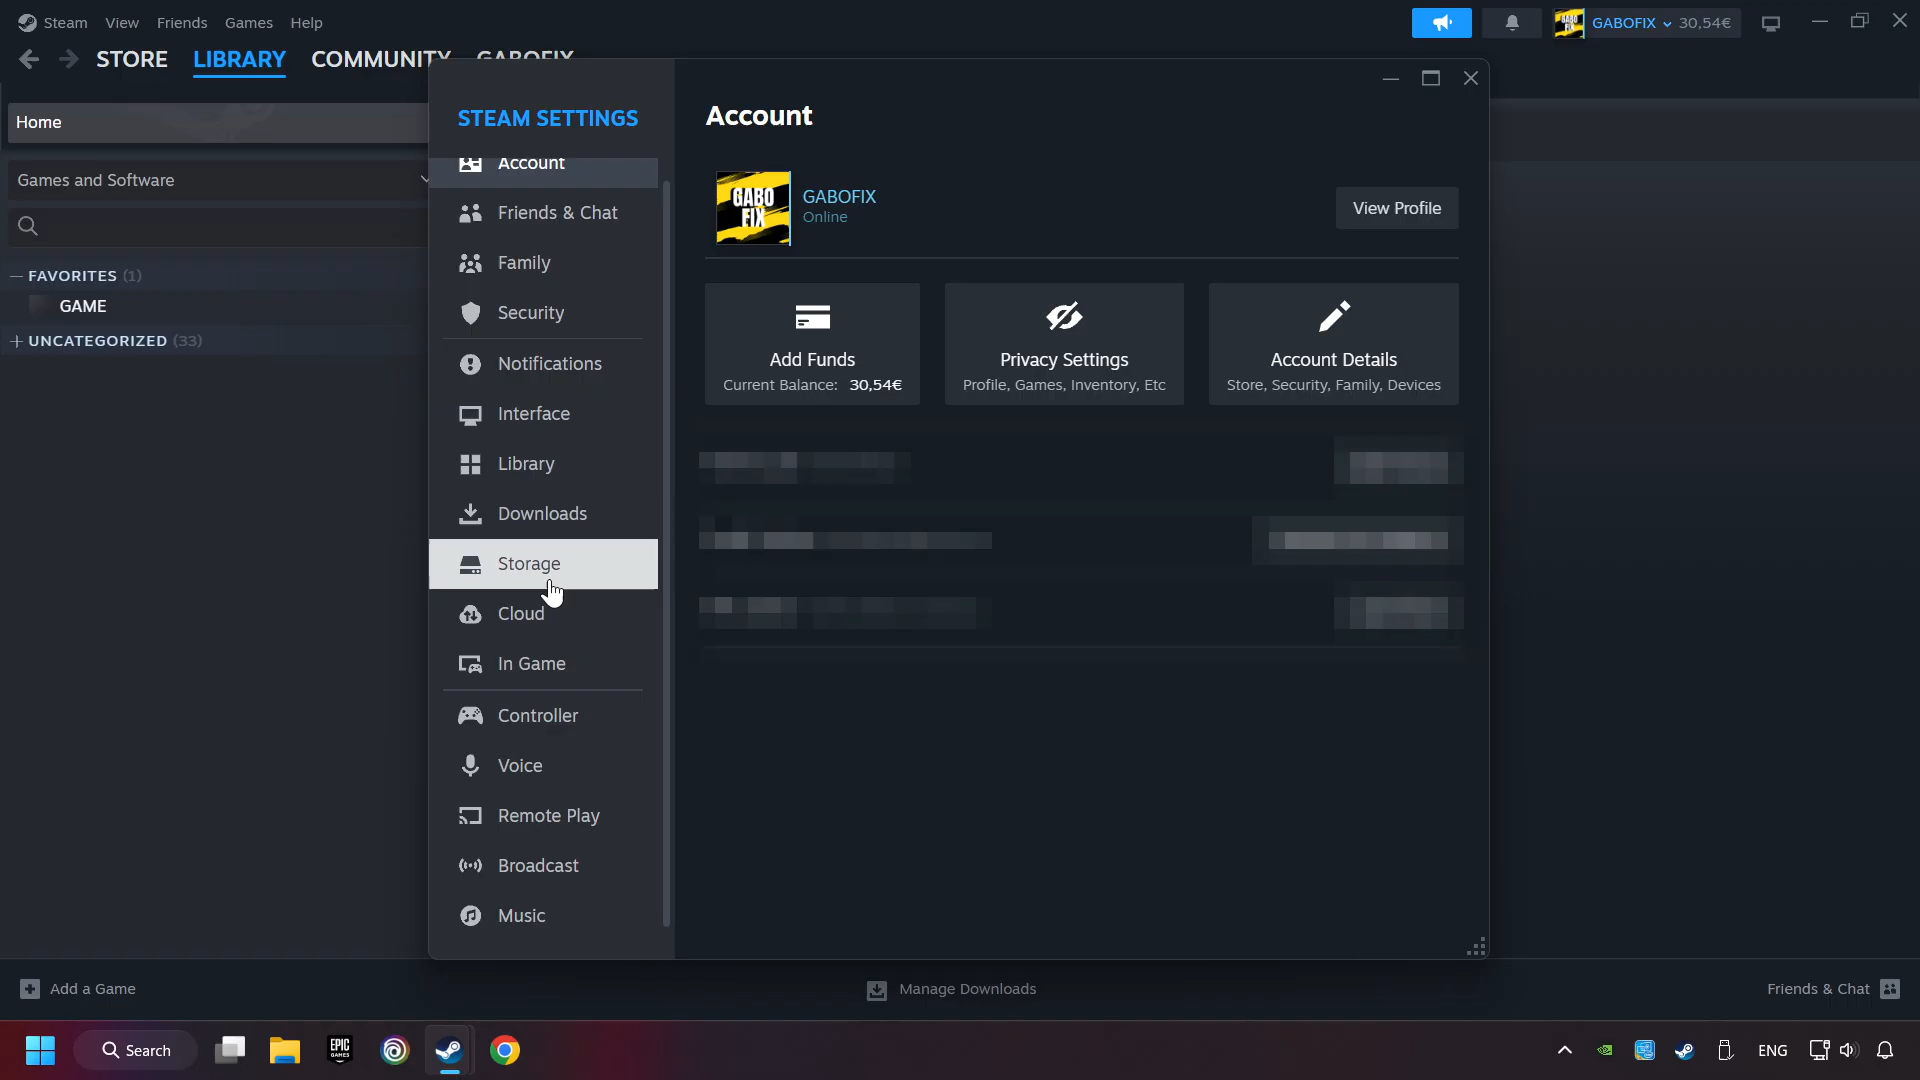 Steam View Friends Games Help
GABOFIX 30,54€
STORE LIBRARY COMMUNITY GABOFIX
Home
Games and Software
FAVORITES (1)
GAME
UNCATEGORIZED (33)
STEAM SETTINGS
Account
Friends & Chat
Family
Security
Notifications
Interface
Library
Downloads
Storage
Cloud
In Game
Controller
Voice
Remote Play
Broadcast
Music
Account
GABO
FIX
GABOFIX
Online
View Profile
Add Funds
Current Balance: 30,54€
Privacy Settings
Profile, Games, Inventory, Etc
Account Details
Store, Security, Family, Devices
Add a Game
Manage Downloads
Friends & Chat
Search
EPIC
GAMES
ENG